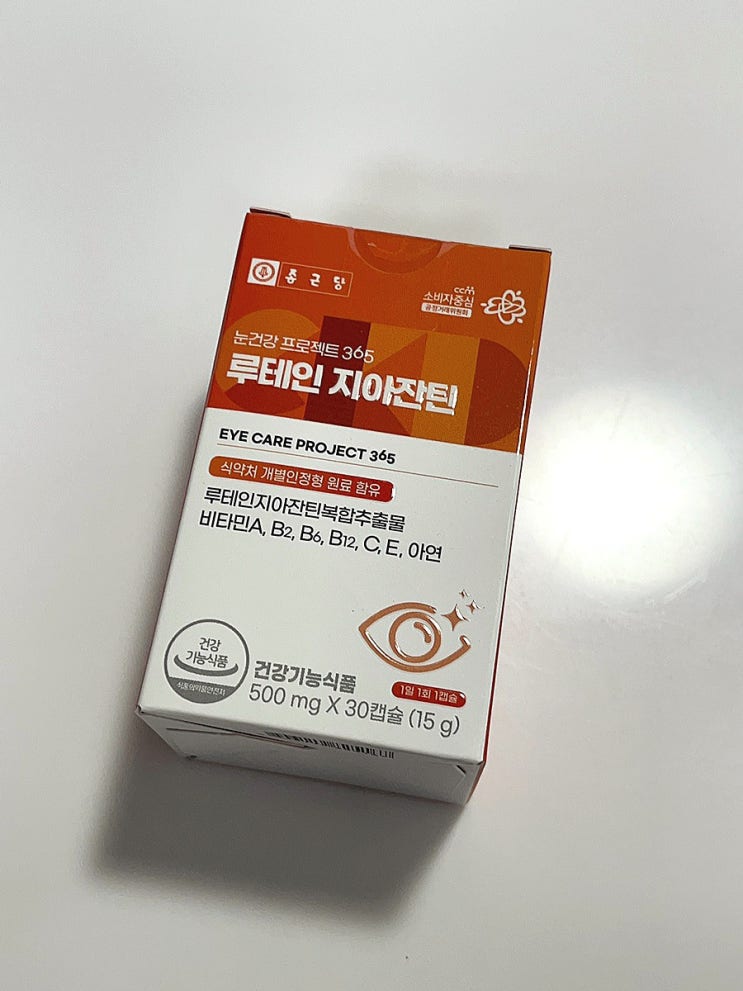 종근당
ccm
소비자중심
공정거래위원회
눈건강 프로젝트 365
루테인 지아잔틴
EYE CARE PROJECT 365
식약처 개별인정형 원료 함유
루테인지아잔틴복합추출물
비타민A, B2, B6, B12, C, E, 아연
건강
기능식품
식품의약품안전처
1일 1회 1캡슐
건강기능식품
500 mg X 30캡슐 (15 g)